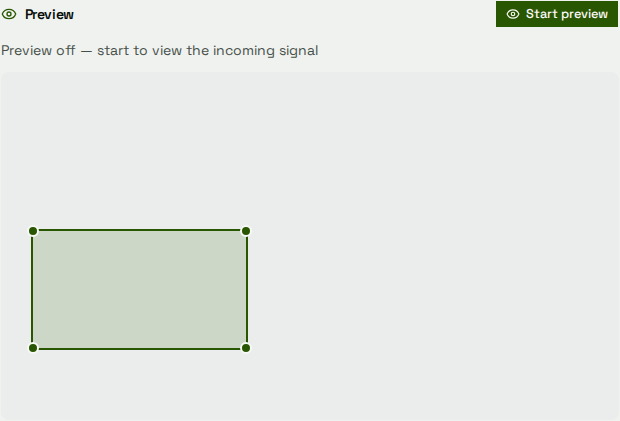 Preview
Start preview
Preview off — start to view the incoming signal